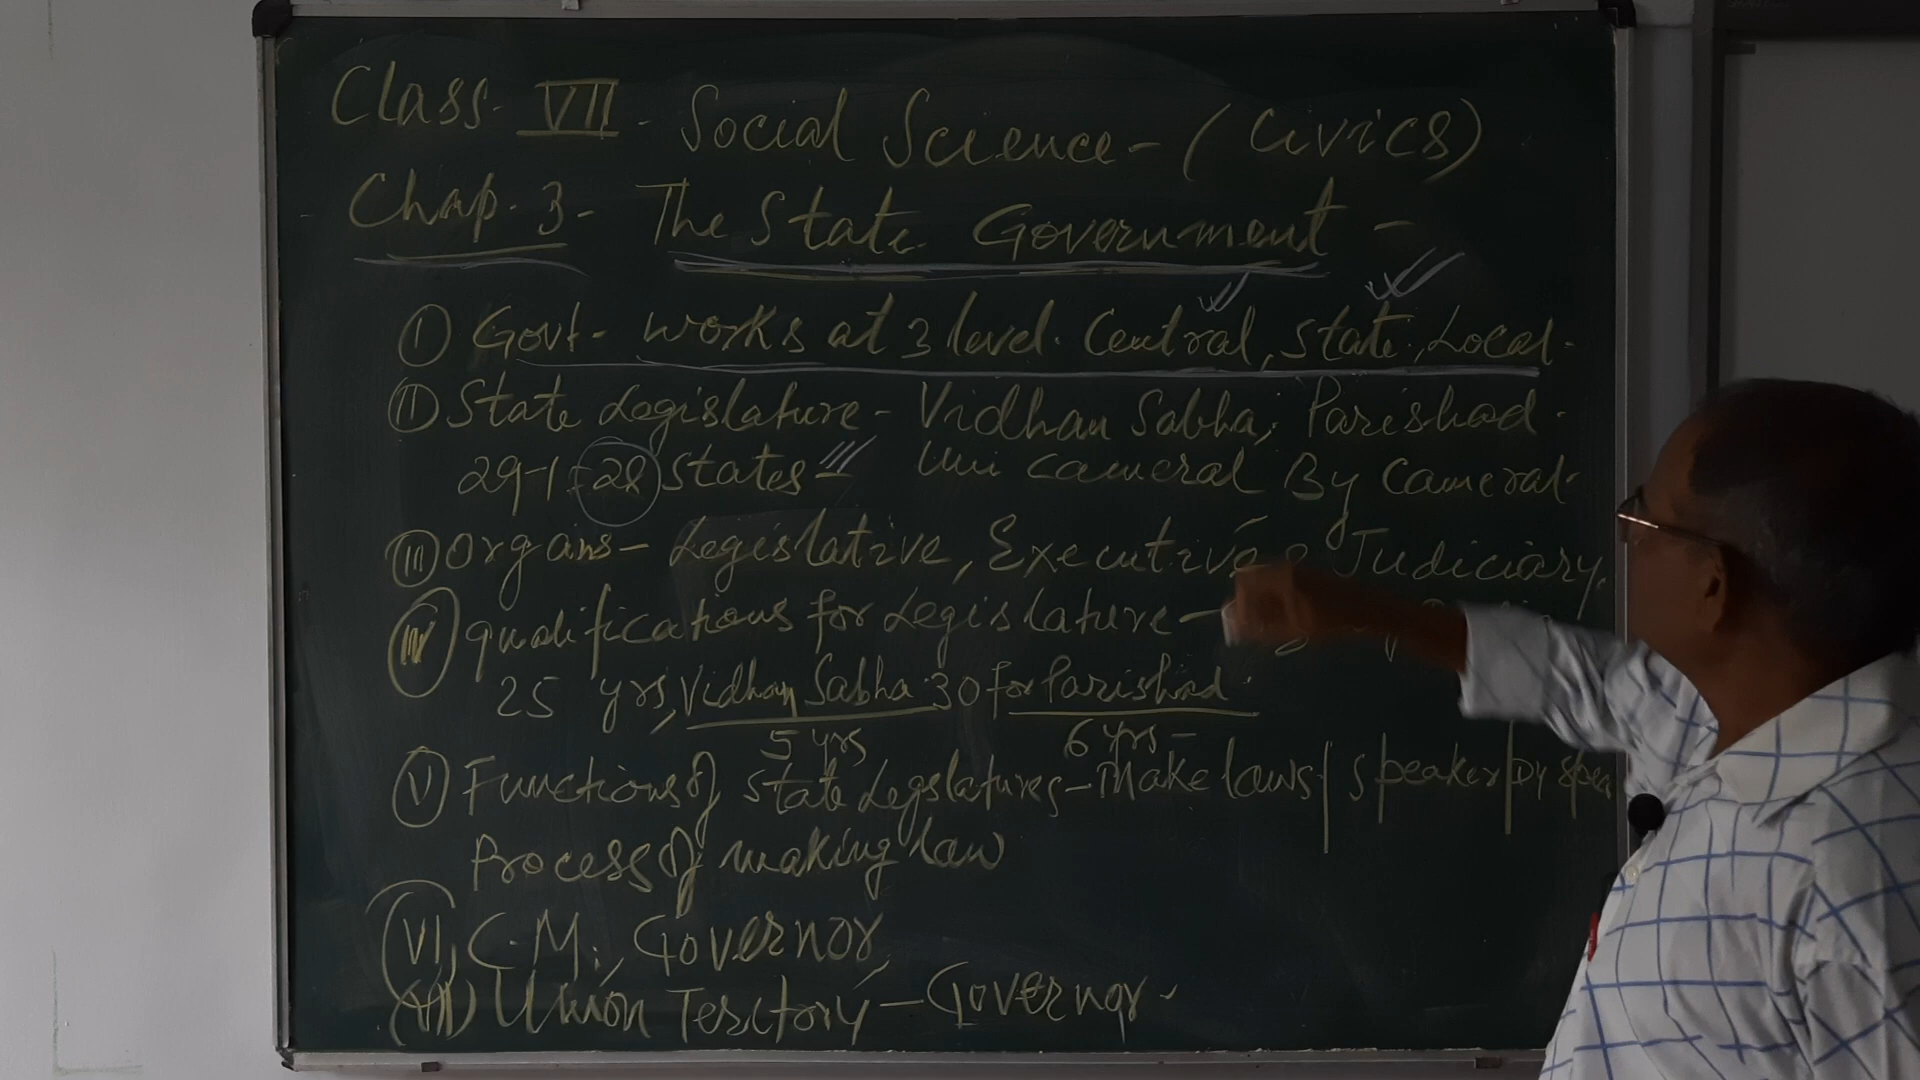 Class - VII - Social Science - (Civics)
Chap. 3 - The State Government -
I Govt - works at 3 level. Central, State, Local -
II State Legislature - Vidhan Sabha, Parishad -
29-1=28 States - Uni Cameral By Cameral -
III Organs - Legislative, Executive & Judiciary.
IV qualifications for Legislature -
25 yrs, Vidhan Sabha 30 for Parishad.
5 yrs 6 yrs -
V Functions of State Legslatures - Make laws | Speaker | Dy Spea
Process of making law
VI, C.M., Governor
VII) Union Territory - Governor -